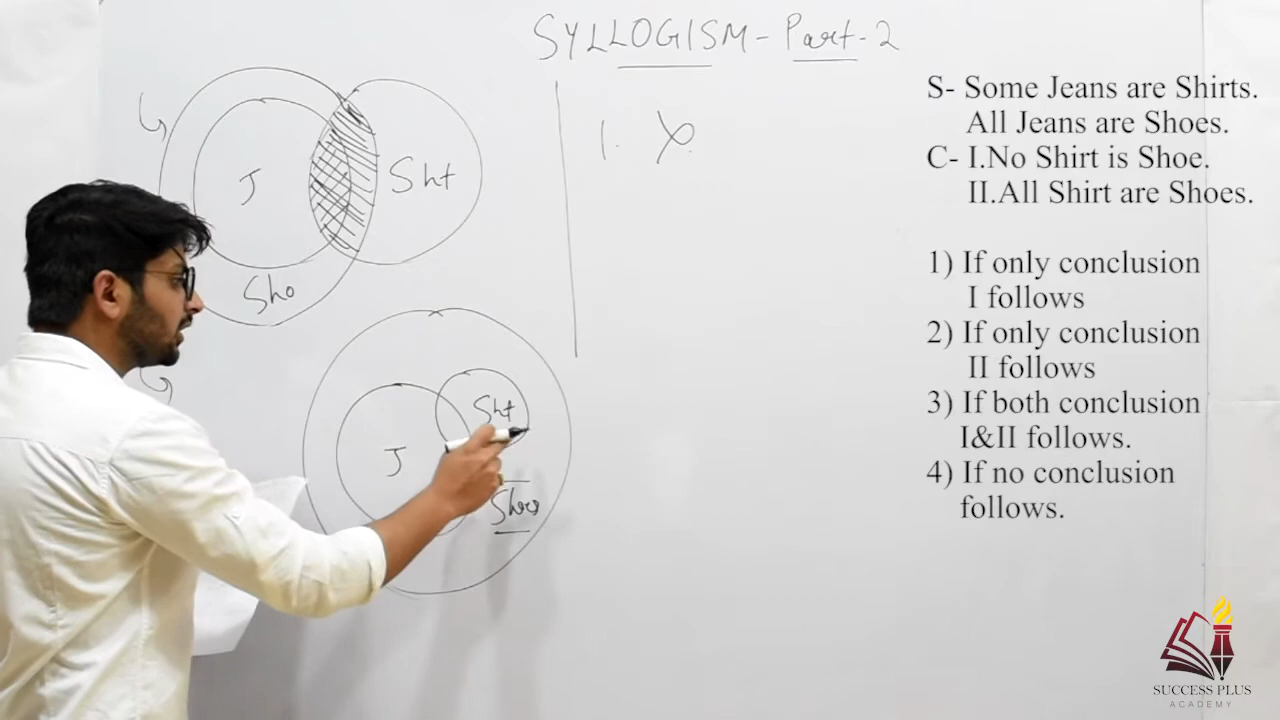 SYLLOGISM - Part - 2
J
Sht
Sho
1. X
J
Sht
Shoes
S- Some Jeans are Shirts.
All Jeans are Shoes.
C- I.No Shirt is Shoe.
II.All Shirt are Shoes.
1) If only conclusion
I follows
2) If only conclusion
II follows
3) If both conclusion
I&II follows.
4) If no conclusion
follows.
SUCCESS PLUS
ACADEMY